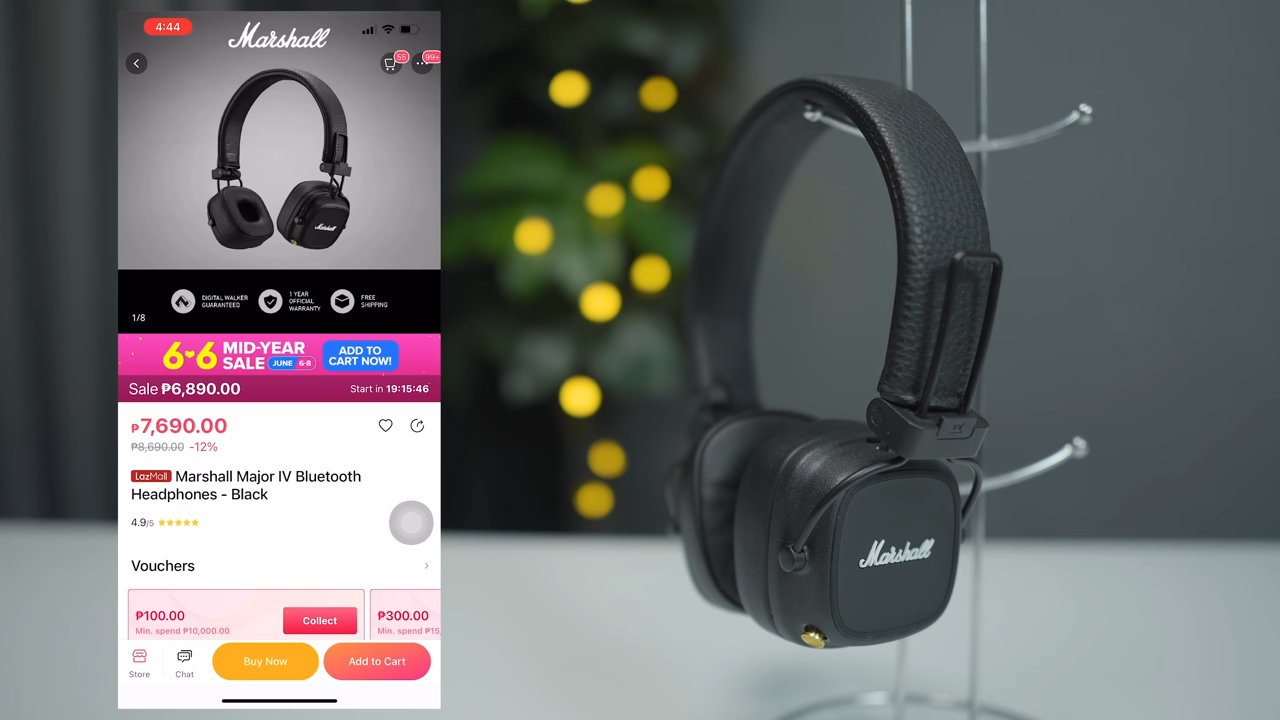 4:44
Marshall
55
99+
Marshall
DIGITAL WALKER
GUARANTEED
1 YEAR
OFFICIAL
WARRANTY
FREE
SHIPPING
1/8
6.6 MID-YEAR
SALE JUNE 6-8
ADD TO
CART NOW!
Sale ₱6,890.00
Start in 19:15:46
₱7,690.00
₱8,690.00 -12%
LazMall Marshall Major IV Bluetooth
Headphones - Black
4.9/5
Vouchers
₱100.00
Min. spend ₱10,000.00
Collect
₱300.00
Min. spend ₱15,
Store
Chat
Buy Now
Add to Cart
Marshall